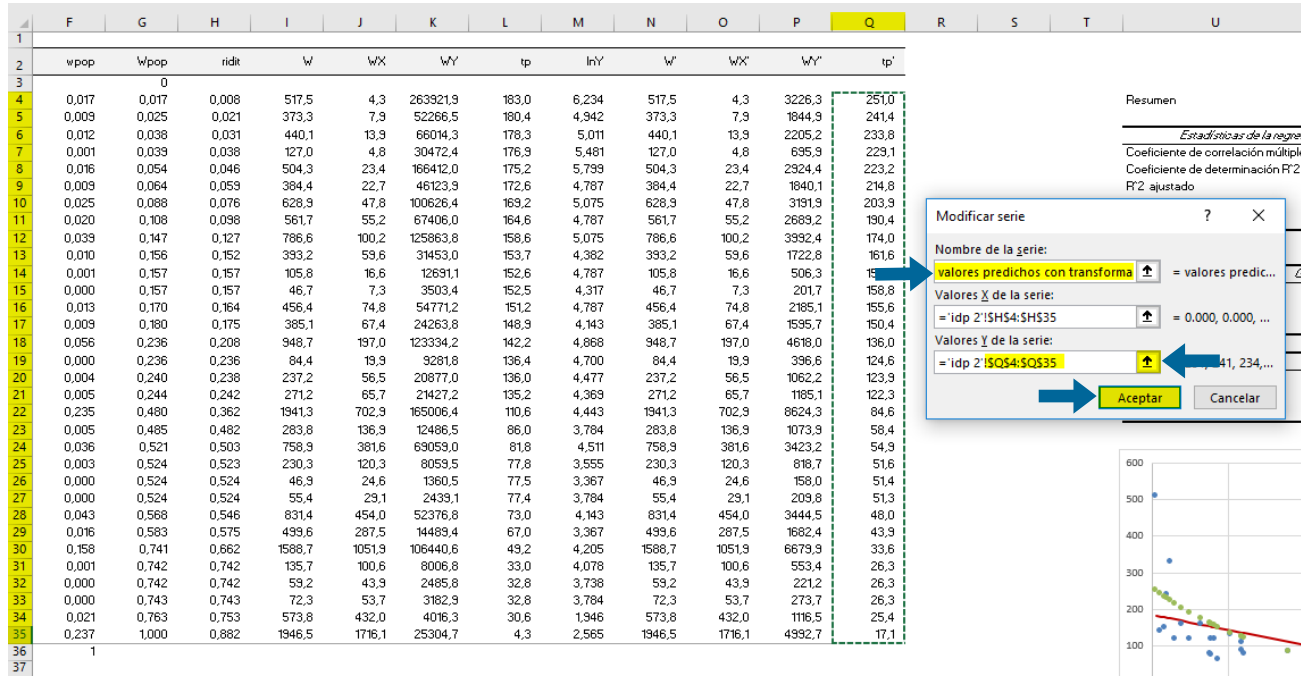 F G H I J K L M N O P Q R S T U
1
2 wpop Wpop ridit W WX WY tp lnY W' WX' WY' tp'
3 0
4 0,017 0,017 0,008 517,5 4,3 263921,9 183,0 6,234 517,5 4,3 3226,3 251,0 Resumen
5 0,009 0,025 0,021 373,3 7,9 52266,5 180,4 4,942 373,3 7,9 1844,9 241,4
6 0,012 0,038 0,031 440,1 13,9 66014,3 178,3 5,011 440,1 13,9 2205,2 233,8 Estadísticas de la regre
7 0,001 0,039 0,038 127,0 4,8 30472,4 176,9 5,481 127,0 4,8 695,9 229,1 Coeficiente de correlación múltiple
8 0,016 0,054 0,046 504,3 23,4 166412,0 175,2 5,799 504,3 23,4 2924,4 223,2 Coeficiente de determinación R^2
9 0,009 0,064 0,059 384,4 22,7 46123,9 172,6 4,787 384,4 22,7 1840,1 214,8 R^2 ajustado
10 0,025 0,088 0,076 628,9 47,8 100626,4 169,2 5,075 628,9 47,8 3191,9 203,9
11 0,020 0,108 0,098 561,7 55,2 67406,0 164,6 4,787 561,7 55,2 2689,2 190,4
12 0,039 0,147 0,127 786,6 100,2 125863,8 158,6 5,075 786,6 100,2 3992,4 174,0
13 0,010 0,156 0,152 393,2 59,6 31453,0 153,7 4,382 393,2 59,6 1722,8 161,6
14 0,001 0,157 0,157 105,8 16,6 12691,1 152,6 4,787 105,8 16,6 506,3
15 0,000 0,157 0,157 46,7 7,3 3503,4 152,5 4,317 46,7 7,3 201,7 158,8
16 0,013 0,170 0,164 456,4 74,8 54771,2 151,2 4,787 456,4 74,8 2185,1 155,6
17 0,009 0,180 0,175 385,1 67,4 24263,8 148,9 4,143 385,1 67,4 1595,7 150,4
18 0,056 0,236 0,208 948,7 197,0 123334,2 142,2 4,868 948,7 197,0 4618,0 136,0
19 0,000 0,236 0,236 84,4 19,9 9281,8 136,4 4,700 84,4 19,9 396,6 124,6
20 0,004 0,240 0,238 237,2 56,5 20877,0 136,0 4,477 237,2 56,5 1062,2 123,9
21 0,005 0,244 0,242 271,2 65,7 21427,2 135,2 4,369 271,2 65,7 1185,1 122,3
22 0,235 0,480 0,362 1941,3 702,9 165006,4 110,6 4,443 1941,3 702,9 8624,3 84,6
23 0,005 0,485 0,482 283,8 136,9 12486,5 86,0 3,784 283,8 136,9 1073,9 58,4
24 0,036 0,521 0,503 758,9 381,6 69059,0 81,8 4,511 758,9 381,6 3423,2 54,9
25 0,003 0,524 0,523 230,3 120,3 8059,5 77,8 3,555 230,3 120,3 818,7 51,6
26 0,000 0,524 0,524 46,9 24,6 1360,5 77,5 3,367 46,9 24,6 158,0 51,4
27 0,000 0,524 0,524 55,4 29,1 2439,1 77,4 3,784 55,4 29,1 209,8 51,3
28 0,043 0,568 0,546 831,4 454,0 52376,8 73,0 4,143 831,4 454,0 3444,5 48,0
29 0,016 0,583 0,575 499,6 287,5 14489,4 67,0 3,367 499,6 287,5 1682,4 43,9
30 0,158 0,741 0,662 1588,7 1051,9 106440,6 49,2 4,205 1588,7 1051,9 6679,9 33,6
31 0,001 0,742 0,742 135,7 100,6 8006,8 33,0 4,078 135,7 100,6 553,4 26,3
32 0,000 0,742 0,742 59,2 43,9 2485,8 32,8 3,738 59,2 43,9 221,2 26,3
33 0,000 0,743 0,743 72,3 53,7 3182,9 32,8 3,784 72,3 53,7 273,7 26,3
34 0,021 0,763 0,753 573,8 432,0 4016,3 30,6 1,946 573,8 432,0 1116,5 25,4
35 0,237 1,000 0,882 1946,5 1716,1 25304,7 4,3 2,565 1946,5 1716,1 4992,7 17,1
36 1
37
Modificar serie ? ×
Nombre de la serie:
valores predichos con transforma = valores predic...
Valores X de la serie:
='idp 2'!$H$4:$H$35 = 0.000, 0.000, ...
Valores Y de la serie:
='idp 2'!$Q$4:$Q$35 241, 234,...
Aceptar Cancelar
600
500
400
300
200
100